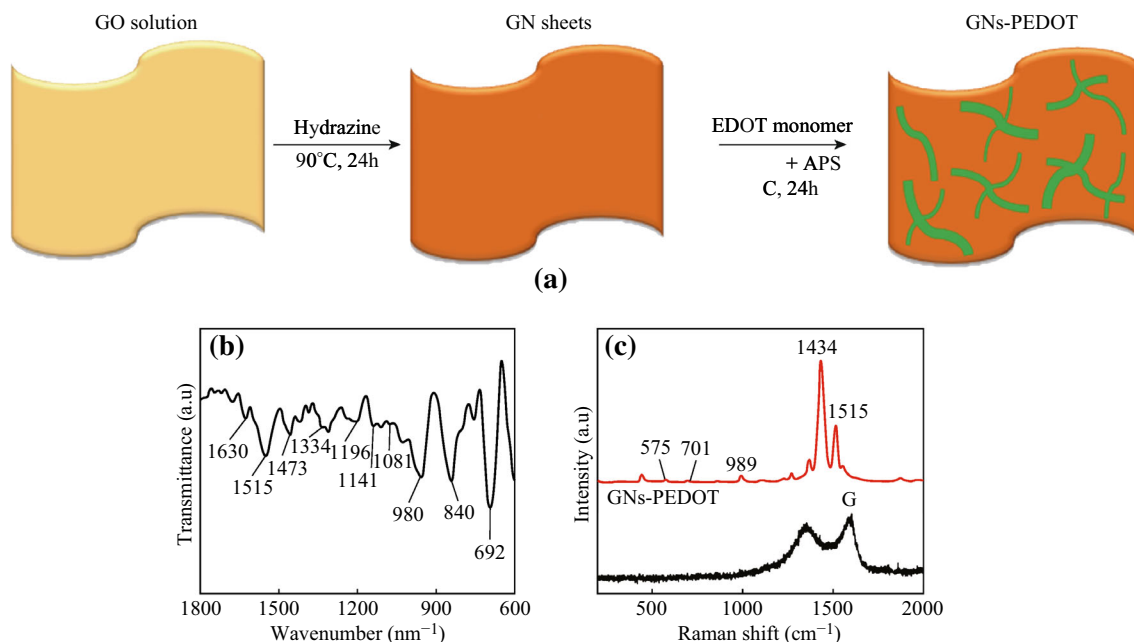 GO solution
GN sheets
GNs-PEDOT
Hydrazine
90°C, 24h
EDOT monomer
+ APS
C, 24h
(a)
(b)
1630
1515
1473
1334
1196
1141
1081
980
840
692
Transmittance (a.u)
1800
1500
1200
900
600
Wavenumber (nm⁻¹)
(c)
1434
1515
575
701
989
GNs-PEDOT
G
Intensity (a.u)
500
1000
1500
2000
Raman shift (cm⁻¹)